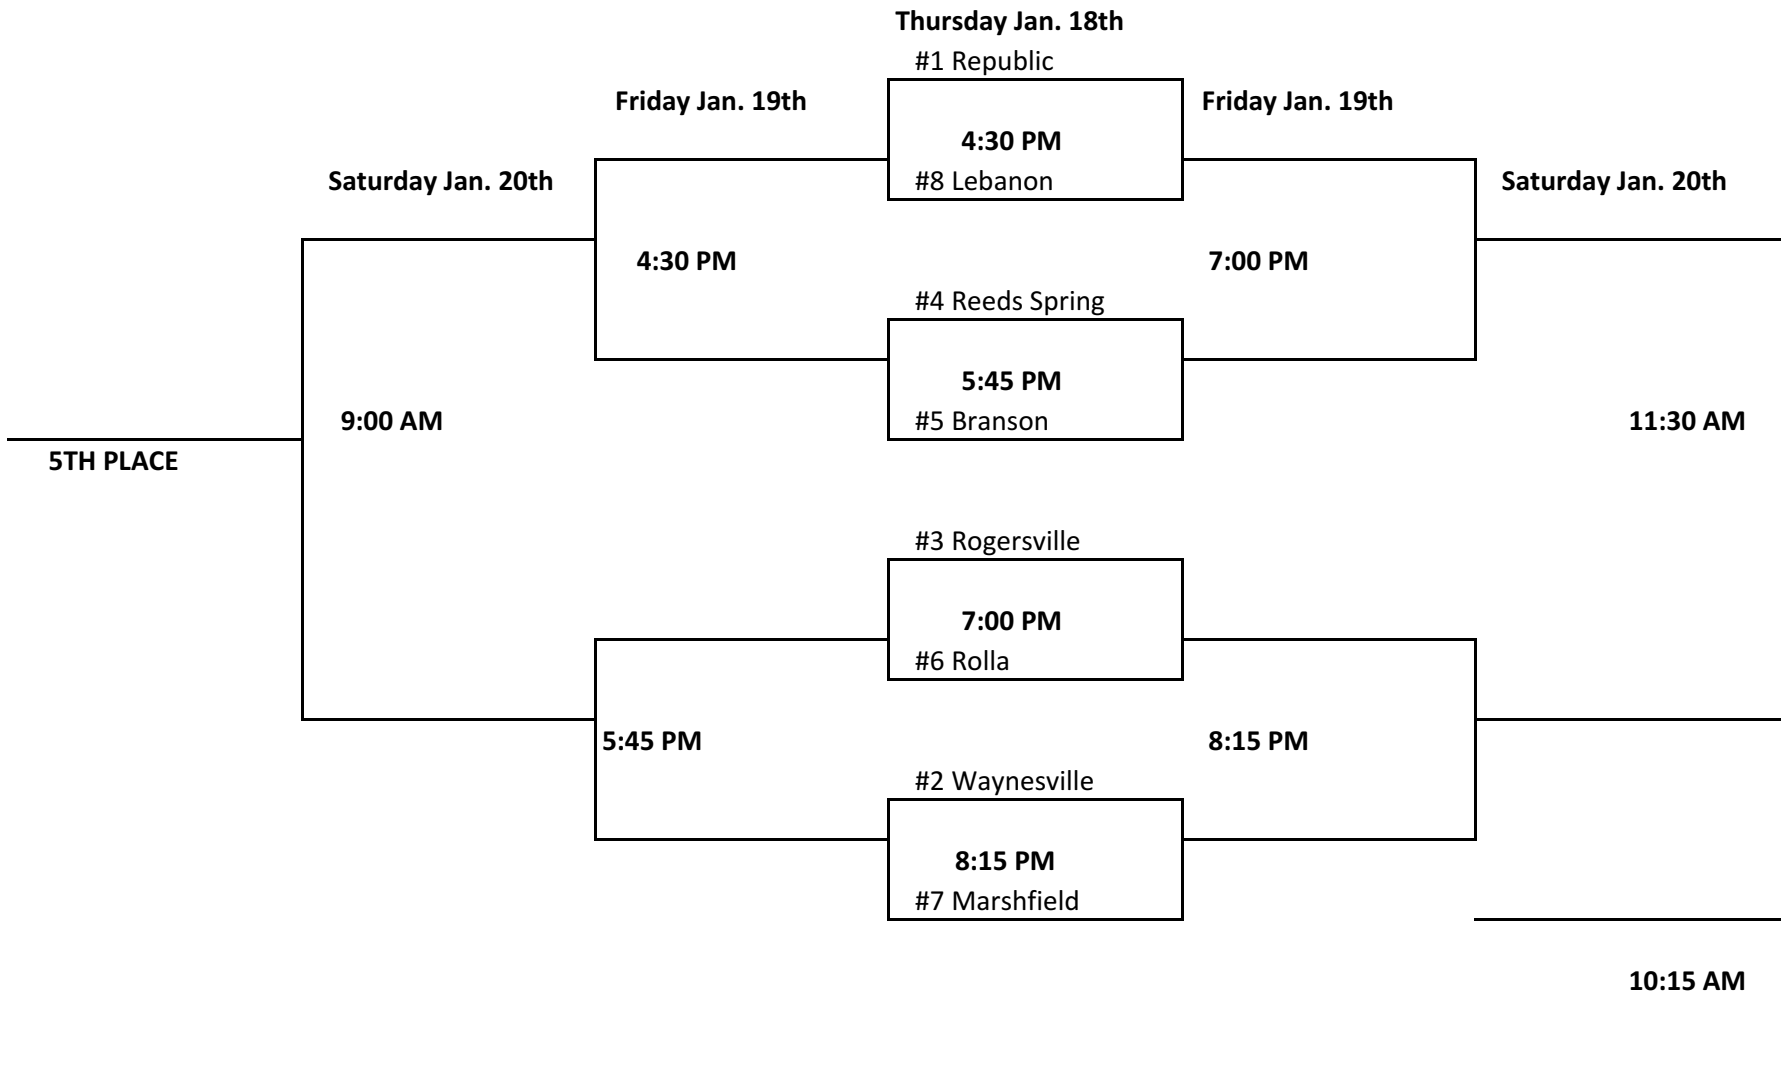 Thursday Jan. 18th
#1 Republic
Friday Jan. 19th
Friday Jan. 19th
4:30 PM
Saturday Jan. 20th
#8 Lebanon
Saturday Jan. 20th
4:30 PM
7:00 PM
#4 Reeds Spring
5:45 PM
9:00 AM
#5 Branson
11:30 AM
5TH PLACE
#3 Rogersville
7:00 PM
#6 Rolla
5:45 PM
8:15 PM
#2 Waynesville
8:15 PM
#7 Marshfield
10:15 AM